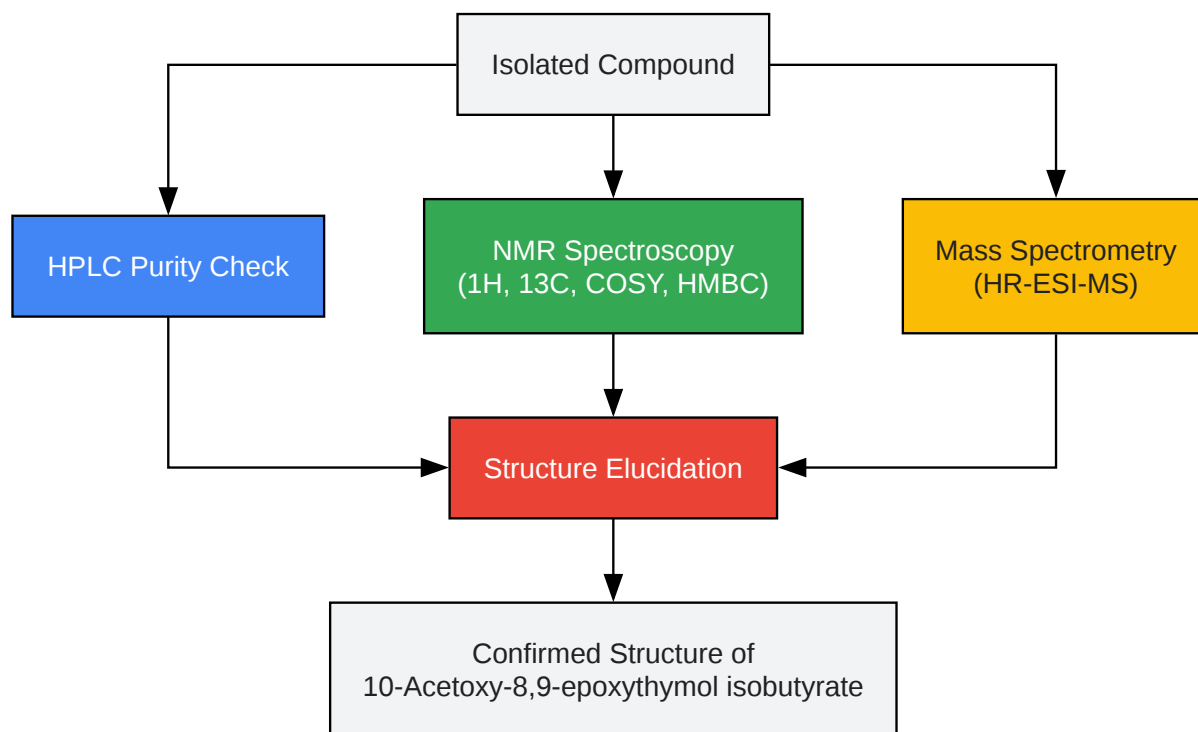 Isolated Compound
HPLC Purity Check
NMR Spectroscopy
(1H, 13C, COSY, HMBC)
Mass Spectrometry
(HR-ESI-MS)
Structure Elucidation
Confirmed Structure of
10-Acetoxy-8,9-epoxythymol isobutyrate